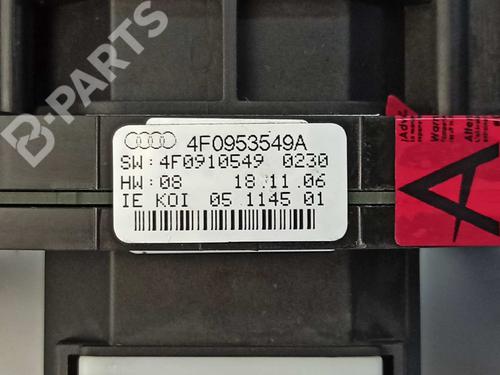 B-PARTS
4F0953549A
SW:4F0910549 0230
HW:08 18.11.06
IE KOI 05 1145 01
A